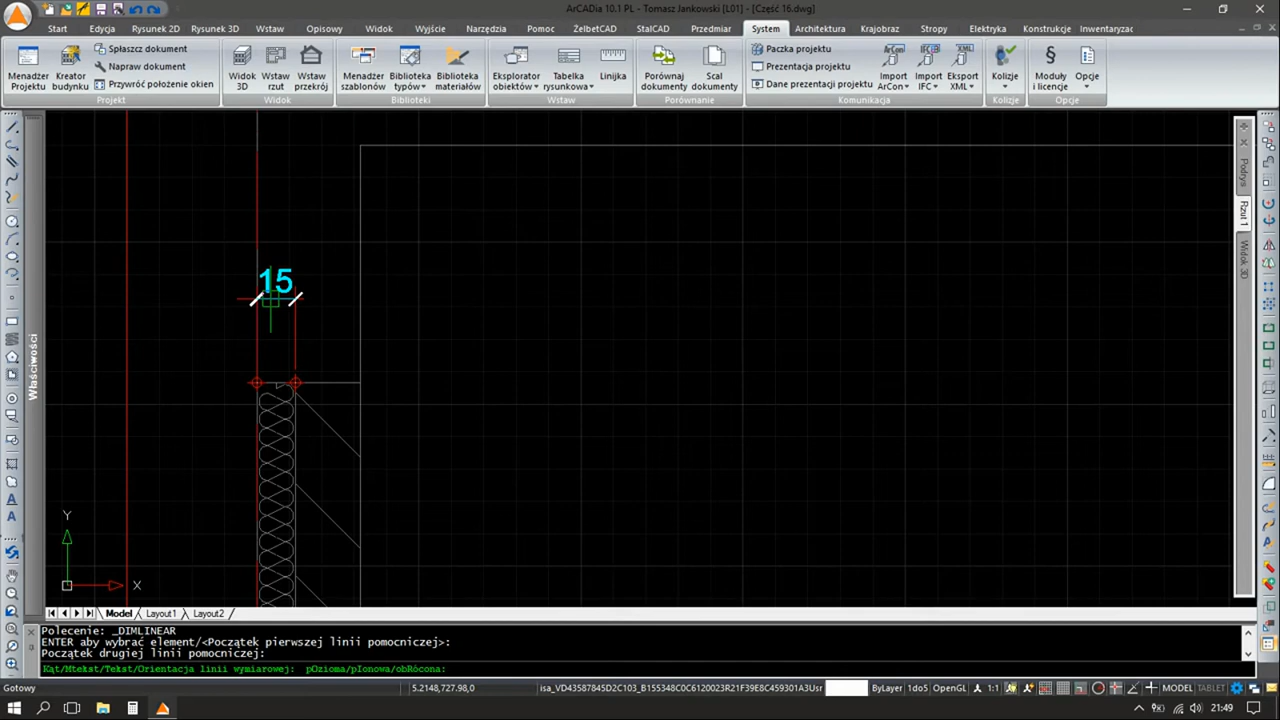 ArCADia 10.1 PL - Tomasz Jankowski [L01] - [Część 16.dwg]
Start Edycja Rysunek 2D Rysunek 3D Wstaw Opisowy Widok Wyjście Narzędzia Pomoc ŻelbetCAD StalCAD Przedmiar System Architektura Krajobraz Stropy Elektryka Konstrukcje Inwentaryzac
Menadżer Projektu
Kreator budynku
Spłaszcz dokument
Napraw dokument
Przywróć położenie okien
Projekt
Widok 3D
Wstaw rzut
Wstaw przekrój
Widok
Menadżer szablonów
Biblioteka typów
Biblioteka materiałów
Biblioteki
Eksplorator obiektów
Tabelka rysunkowa
Linijka
Wstaw
Porównaj dokumenty
Scal dokumenty
Porównanie
Paczka projektu
Prezentacja projektu
Dane prezentacji projektu
Import ArCon
Import IFC
Eksport XML
Komunikacja
Kolizje
Kolizje
Moduły i licencje
Opcje
Opcje
Właściwości
Podrys
Rzut 1
Widok 3D
15
Y
X
Model Layout1 Layout2
Polecenie: _DIMLINEAR
ENTER aby wybrać element/<Początek pierwszej linii pomocniczej>:
Początek drugiej linii pomocniczej:
Kąt/Mtekst/Tekst/Orientacja linii wymiarowej: pOzioma/pIonowa/obRócona:
Gotowy
5.2148,727.98,0
isa_VD43587845D2C103_B155348C0C6120023R21F39E8C459301A3Usr
ByLayer
1do5
OpenGL
1:1
MODEL
TABLET
21:49